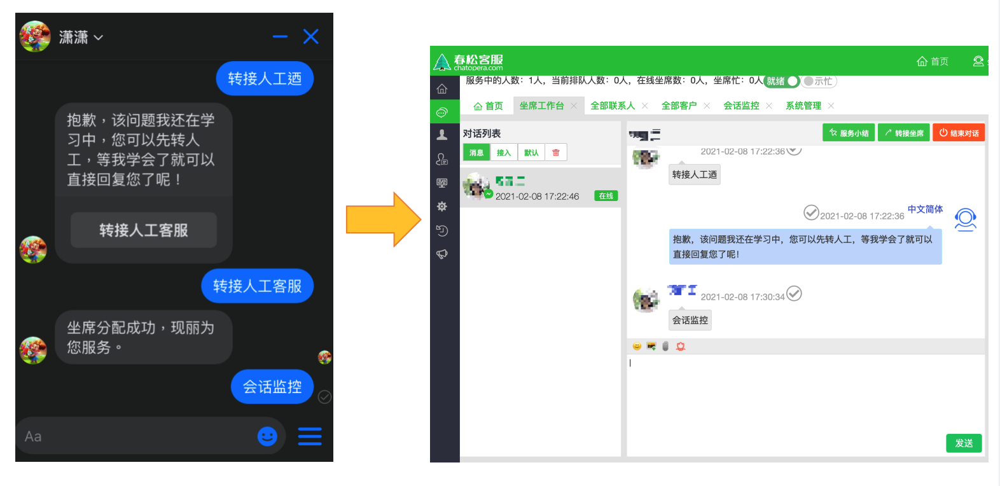 潇潇
转接人工迺
抱歉，该问题我还在学
习中，您可以先转人
工，等我学会了就可以
直接回复您了呢！
转接人工客服
转接人工客服
坐席分配成功，现丽为
您服务。
会话监控
Aa
春松客服
chatopera.com
首页
服务中的人数：1人，当前排队人数：0人，在线坐席数：0人，坐席忙：0人 就绪 示忙
首页 坐席工作台 全部联系人 全部客户 会话监控 系统管理
对话列表
消息 接入 默认
2021-02-08 17:22:46 在线
服务小结 转接坐席 结束对话
2021-02-08 17:22:36
转接人工迺
2021-02-08 17:22:36 中文简体
抱歉，该问题我还在学习中，您可以先转人工，等我学会了就可以
直接回复您了呢！
2021-02-08 17:30:34
会话监控
发送